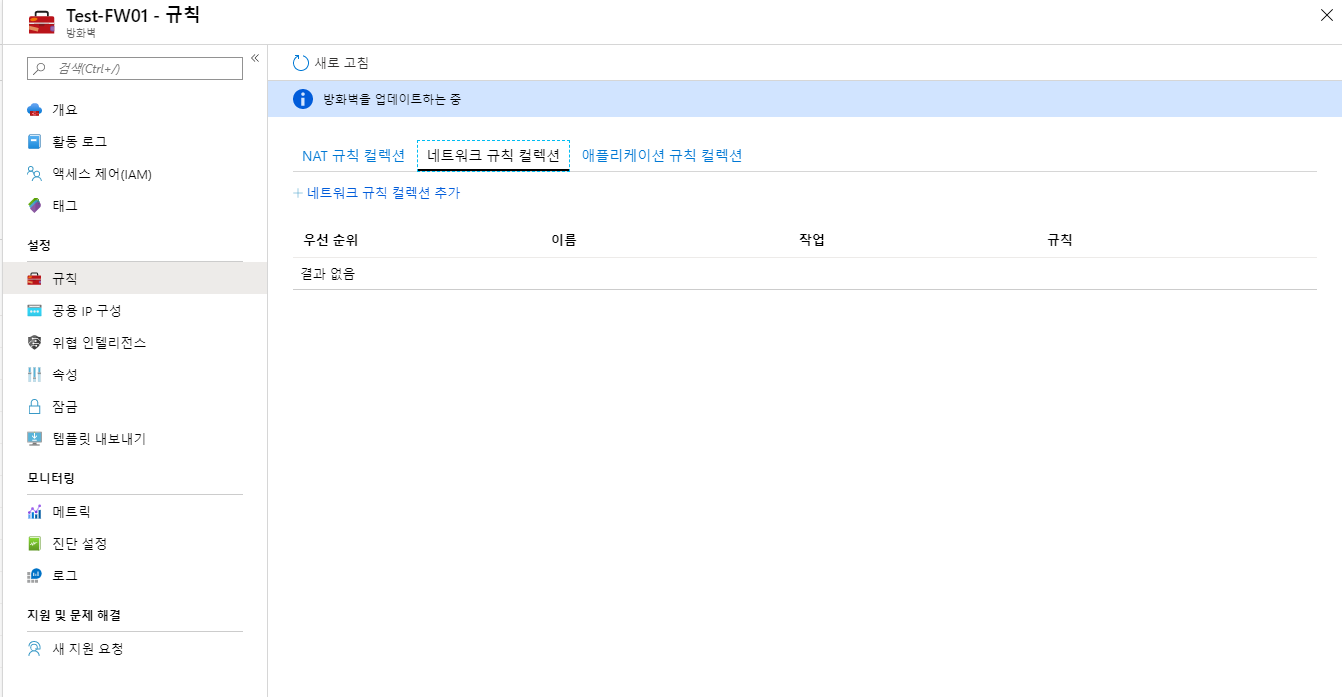 Test-FW01 - 규칙
방화벽
검색(Ctrl+/)
«
개요
활동 로그
액세스 제어(IAM)
태그
설정
규칙
공용 IP 구성
위협 인텔리전스
속성
잠금
템플릿 내보내기
모니터링
메트릭
진단 설정
로그
지원 및 문제 해결
새 지원 요청
새로 고침
방화벽을 업데이트하는 중
NAT 규칙 컬렉션 네트워크 규칙 컬렉션 애플리케이션 규칙 컬렉션
+ 네트워크 규칙 컬렉션 추가
우선 순위 이름 작업 규칙
결과 없음